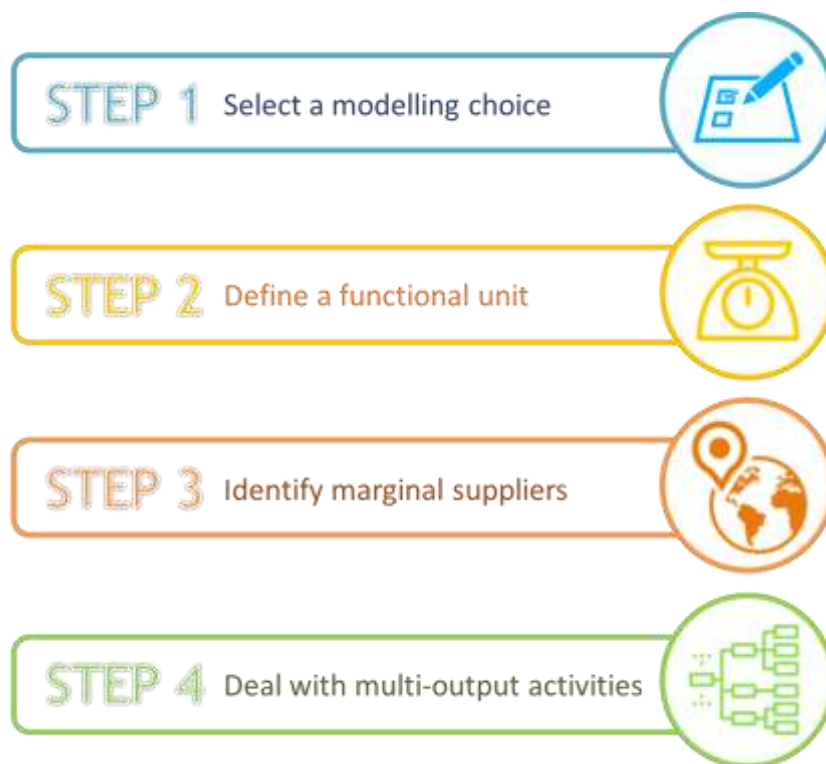 STEP 1 Select a modelling choice
STEP 2 Define a functional unit
STEP 3 Identify marginal suppliers
STEP 4 Deal with multi-output activities